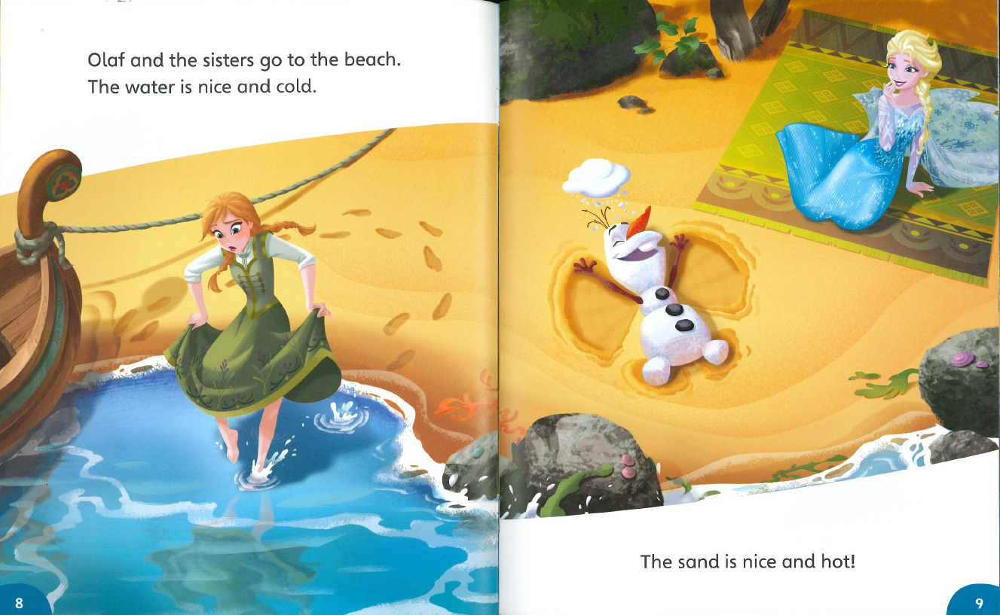 Olaf and the sisters go to the beach.
The water is nice and cold.
8
The sand is nice and hot!
9